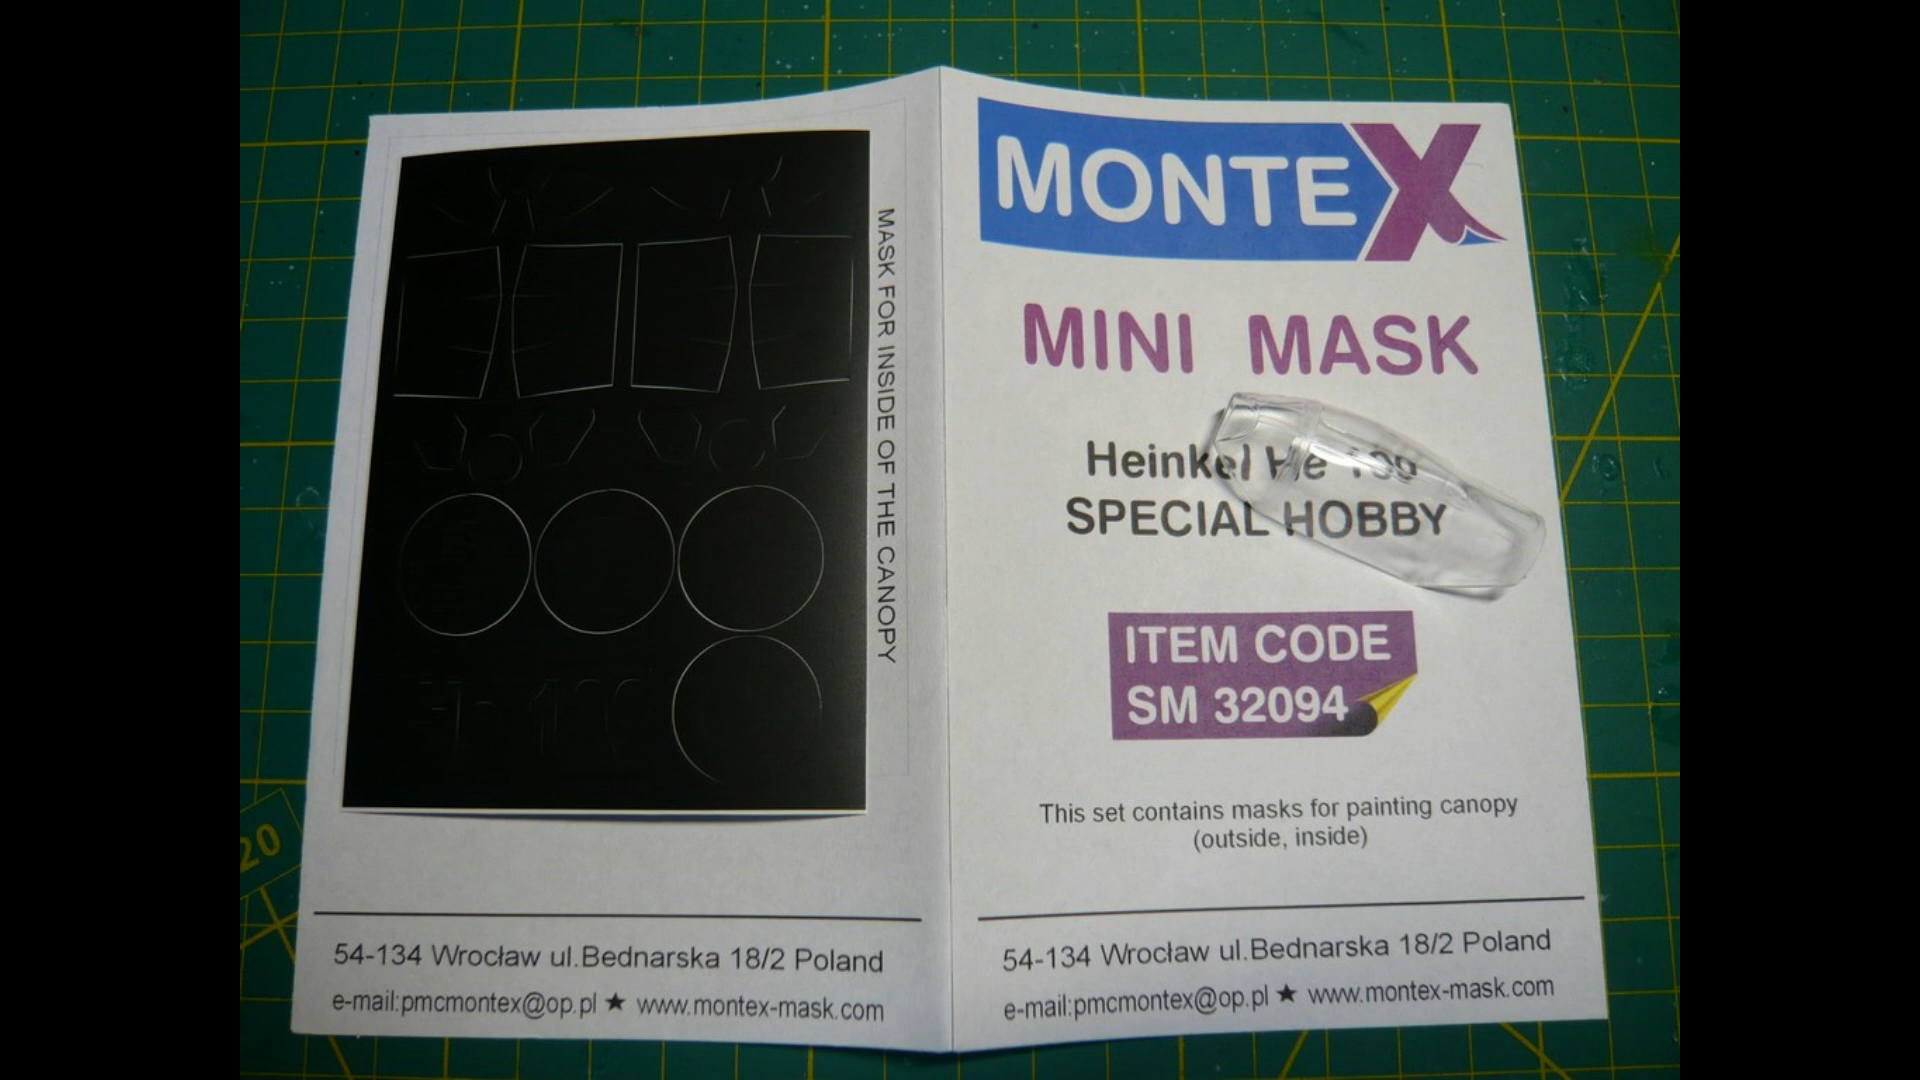 MASK FOR INSIDE OF THE CANOPY
54-134 Wrocław ul.Bednarska 18/2 Poland
e-mail:pmcmontex@op.pl ★ www.montex-mask.com
MONTEX
MINI MASK
Heinkel He 100
SPECIAL HOBBY
ITEM CODE
SM 32094
This set contains masks for painting canopy
(outside, inside)
54-134 Wrocław ul.Bednarska 18/2 Poland
e-mail:pmcmontex@op.pl ★ www.montex-mask.com
20